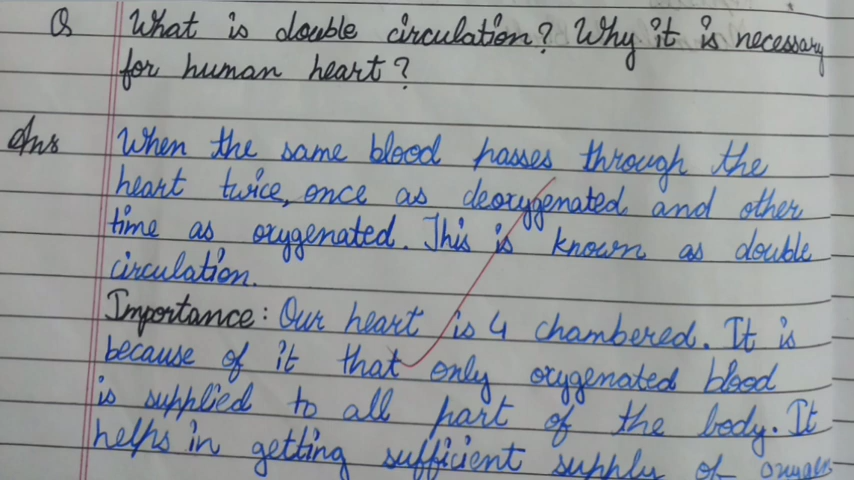 Q What is double circulation? Why it is necessary
for human heart?
Ans When the same blood passes through the
heart twice, once as deoxygenated and other
time as oxygenated. This is known as double
circulation.
Importance: Our heart is 4 chambered. It is
because of it that only oxygenated blood
is supplied to all part of the body. It
helps in getting sufficient supply of oxygen